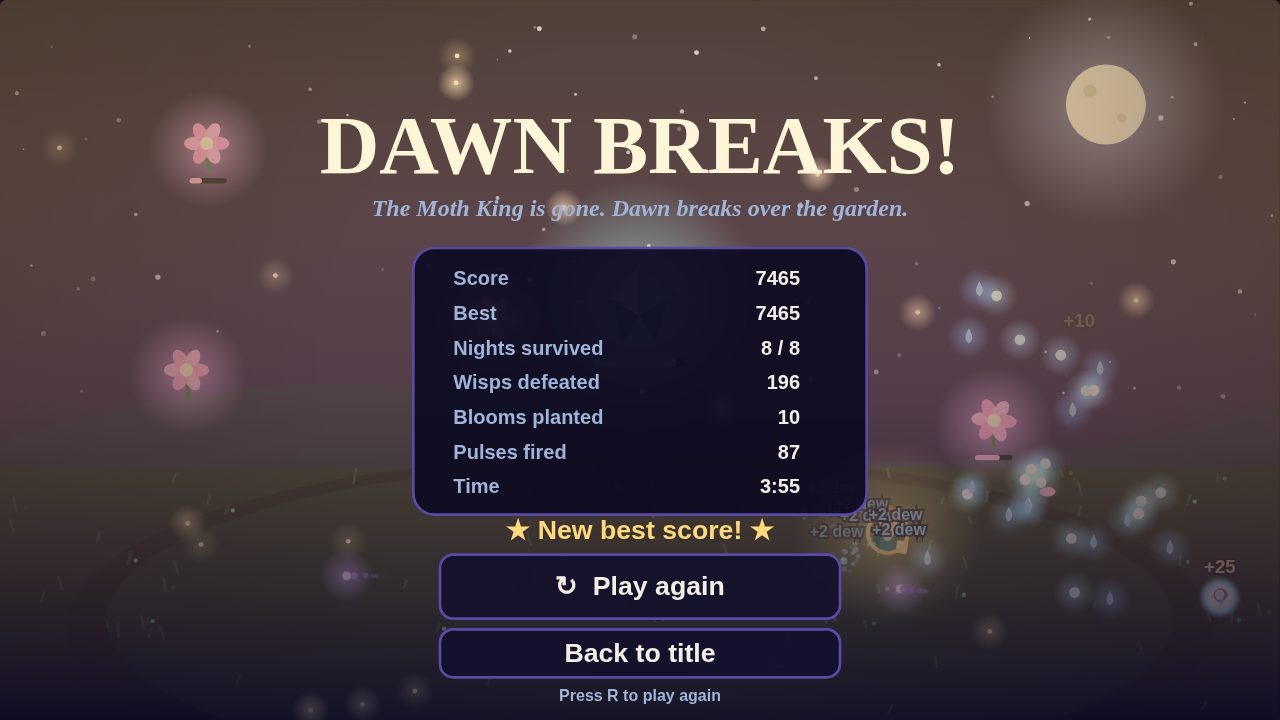 DAWN BREAKS!
The Moth King is gone. Dawn breaks over the garden.
Score 7465
Best 7465
Nights survived 8 / 8
Wisps defeated 196
Blooms planted 10
Pulses fired 87
Time 3:55
★ New best score! ★
↻ Play again
Back to title
Press R to play again
+10
+2 dew
+2 dew
+2 dew
+25